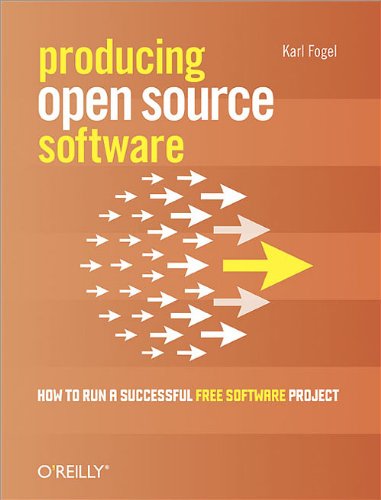 Karl Fogel
producing
open source
software
HOW TO RUN A SUCCESSFUL FREE SOFTWARE PROJECT
O'REILLY®